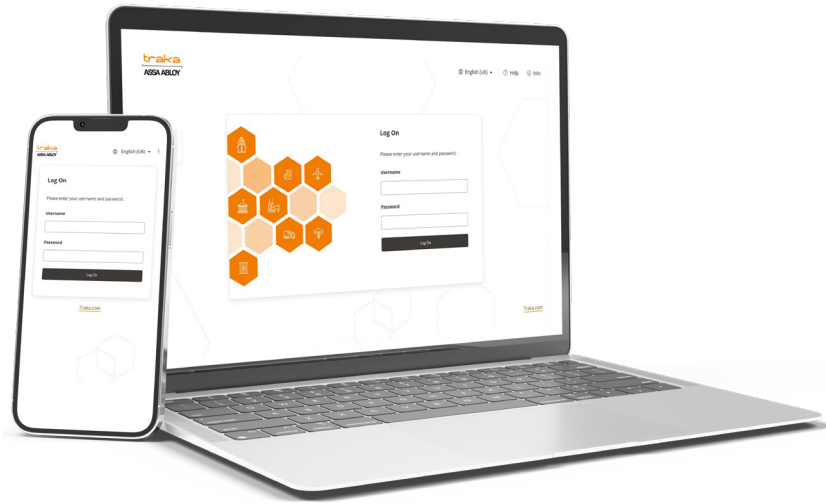 traka
ASSA ABLOY
English (UK)
Log On
Please enter your username and password.
Username
Password
Log On
Traka.com
traka
ASSA ABLOY
English (UK)
Help
Info
Log On
Please enter your username and password.
Username
Password
Log On
Traka.com